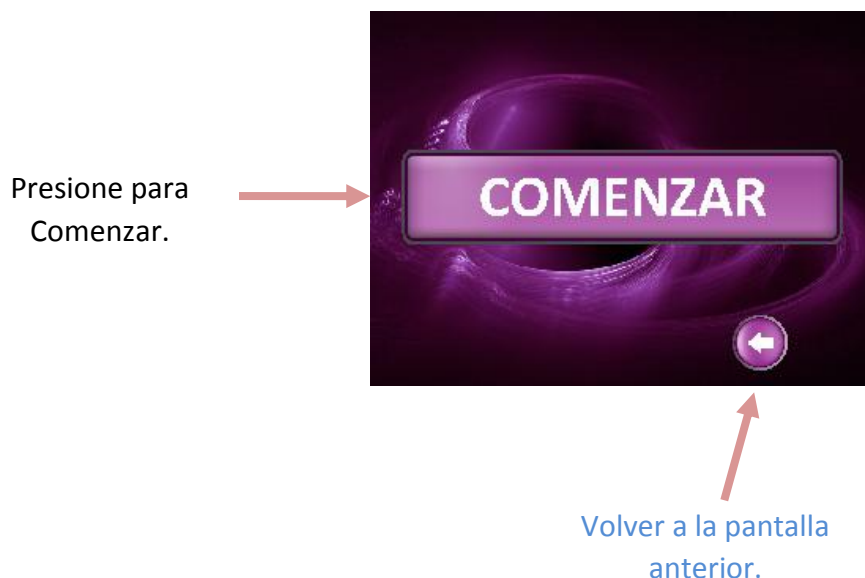 Presione para
Comenzar.
COMENZAR
Volver a la pantalla
anterior.